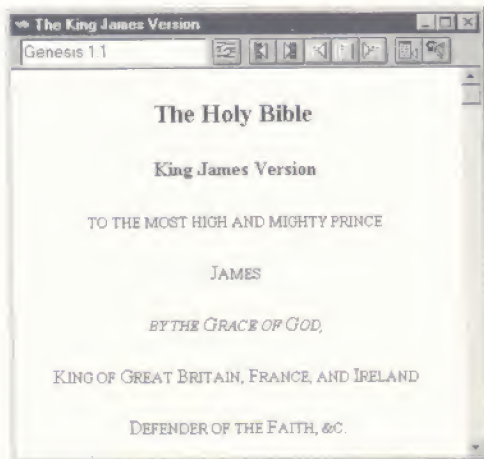 The King James Version
Genesis 1:1
The Holy Bible
King James Version
TO THE MOST HIGH AND MIGHTY PRINCE
JAMES
BY THE GRACE OF GOD,
KING OF GREAT BRITAIN, FRANCE, AND IRELAND
DEFENDER OF THE FAITH, &C.